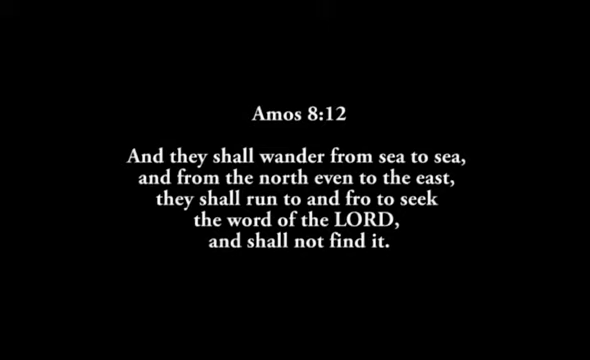 Amos 8:12
And they shall wander from sea to sea,
and from the north even to the east,
they shall run to and fro to seek
the word of the LORD,
and shall not find it.